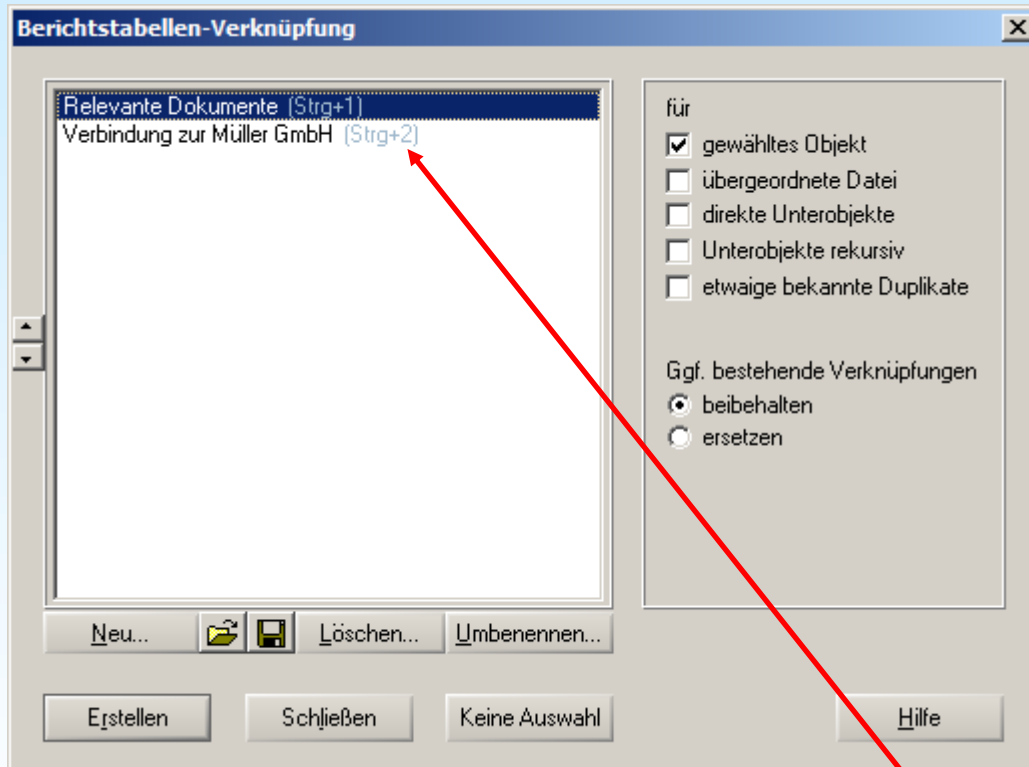 Berichtstabellen-Verknüpfung
Relevante Dokumente (Strg+1)
Verbindung zur Müller GmbH (Strg+2)
für
gewähltes Objekt
übergeordnete Datei
direkte Unterobjekte
Unterobjekte rekursiv
etwaige bekannte Duplikate
Ggf. bestehende Verknüpfungen
beibehalten
ersetzen
Neu... Löschen... Umbenennen...
Erstellen Schließen Keine Auswahl Hilfe